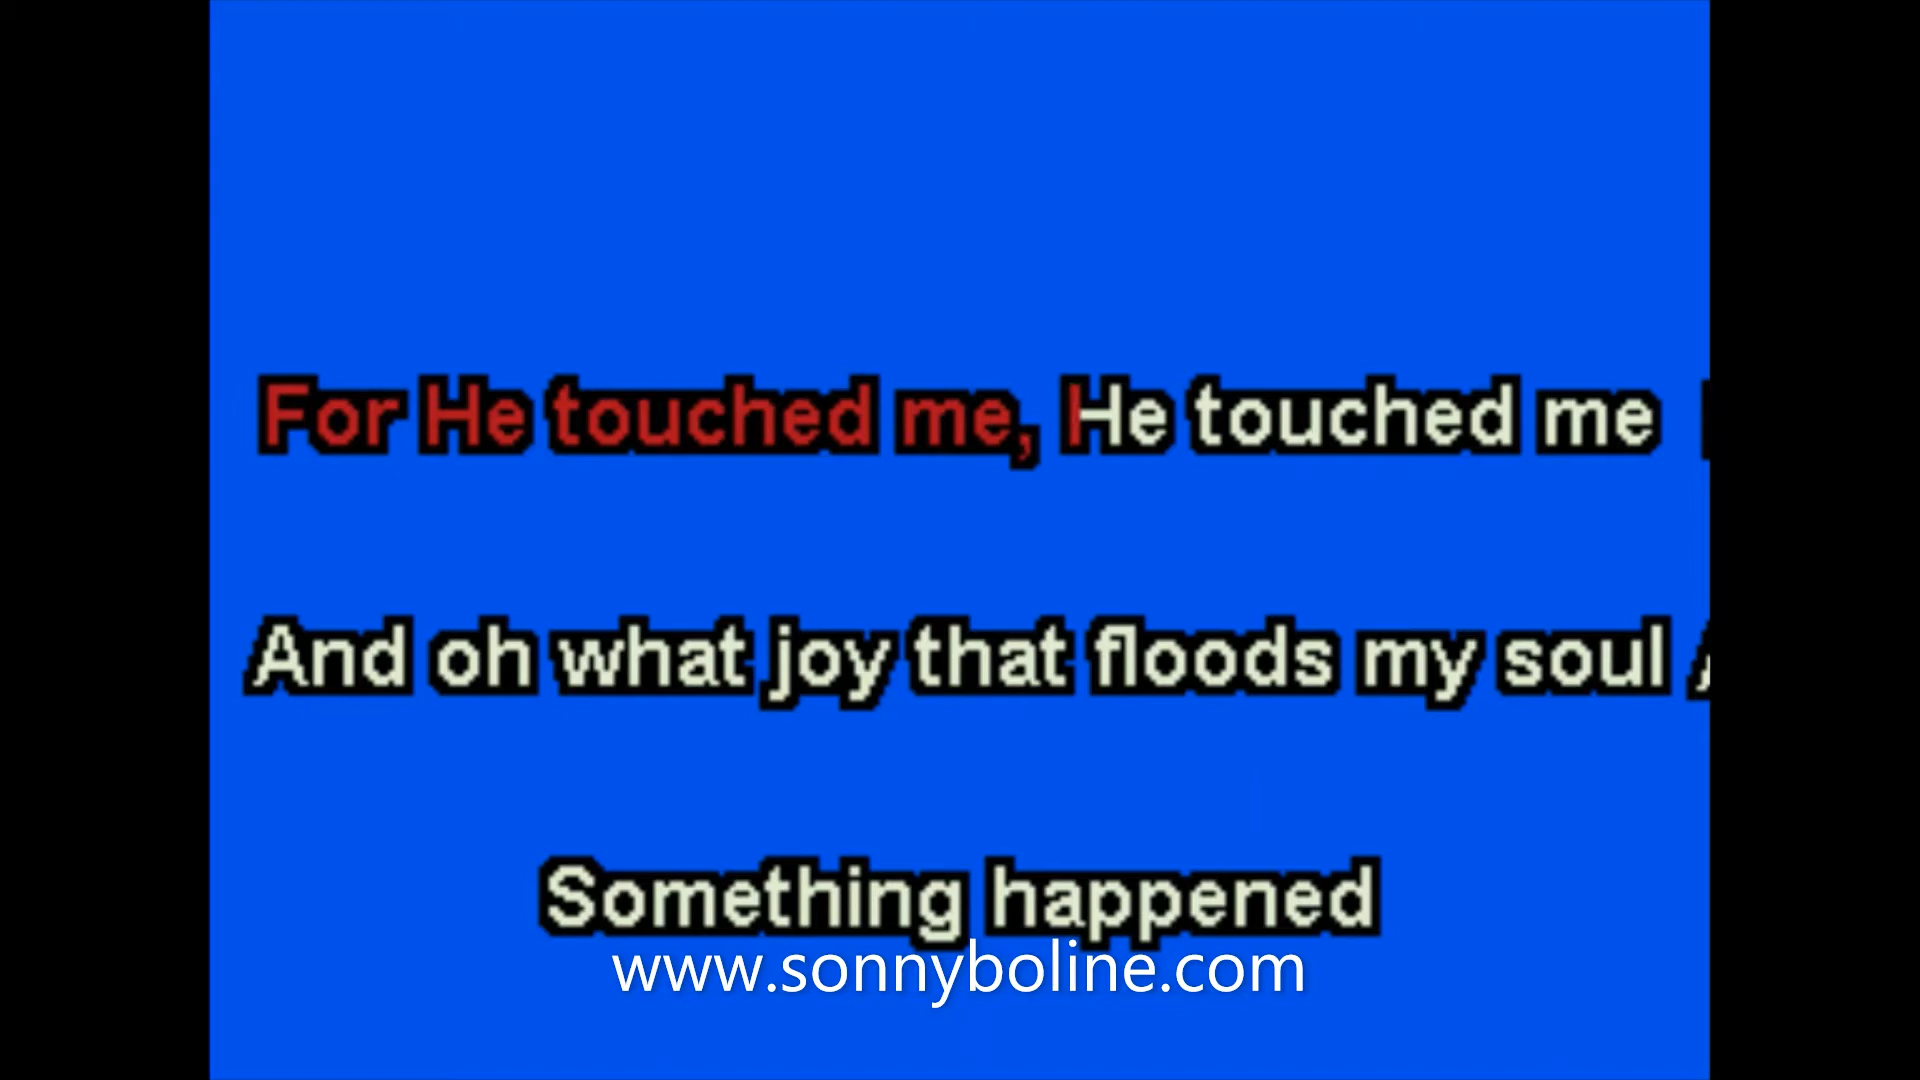 For He touched me, He touched me
And oh what joy that floods my soul
Something happened
www.sonnyboline.com